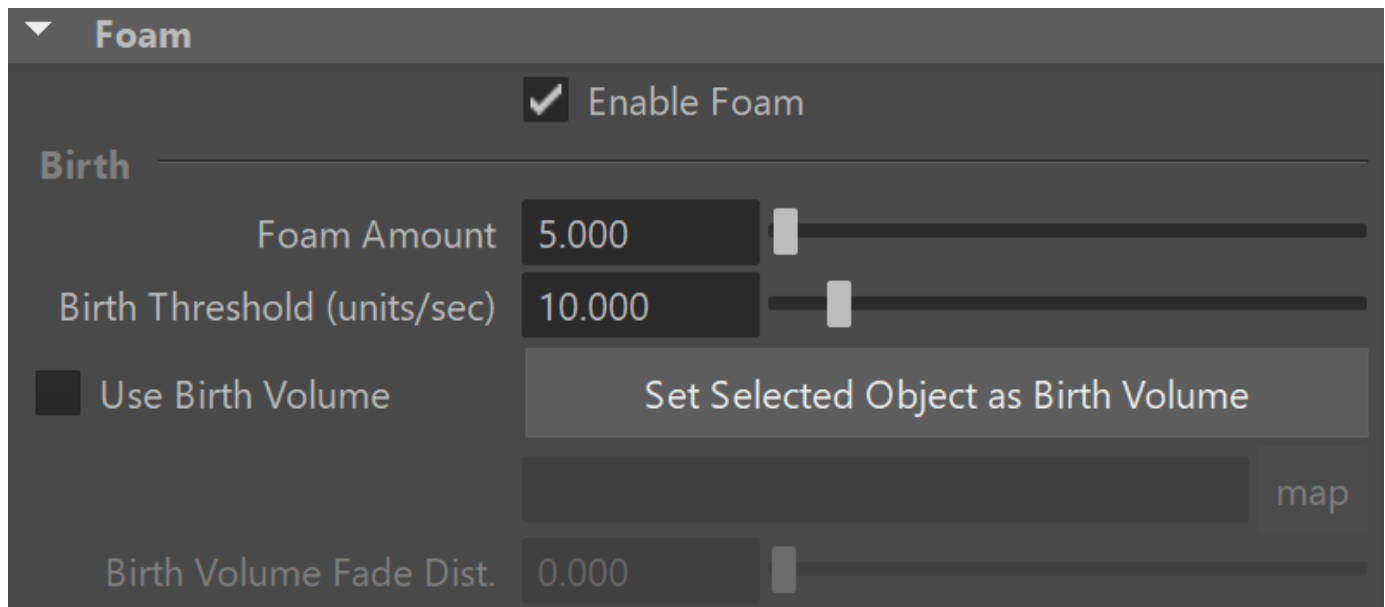 Foam
Enable Foam
Birth
Foam Amount 5.000
Birth Threshold (units/sec) 10.000
Use Birth Volume Set Selected Object as Birth Volume
map
Birth Volume Fade Dist. 0.000